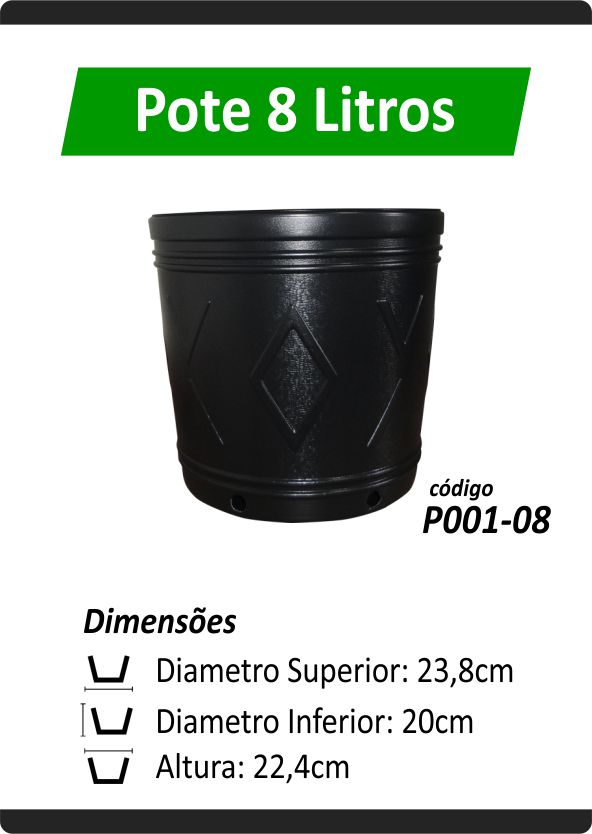 Pote 8 Litros
código
P001-08
Dimensões
Diametro Superior: 23,8cm
Diametro Inferior: 20cm
Altura: 22,4cm